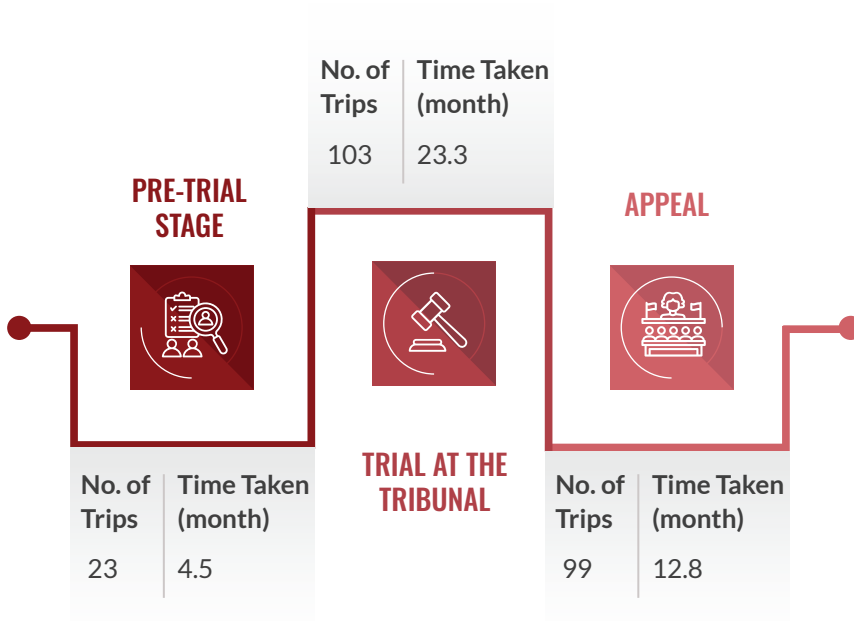 PRE-TRIAL
STAGE
No. of
Trips
Time Taken
(month)
23
4.5
No. of
Trips
Time Taken
(month)
103
23.3
TRIAL AT THE
TRIBUNAL
APPEAL
No. of
Trips
Time Taken
(month)
99
12.8